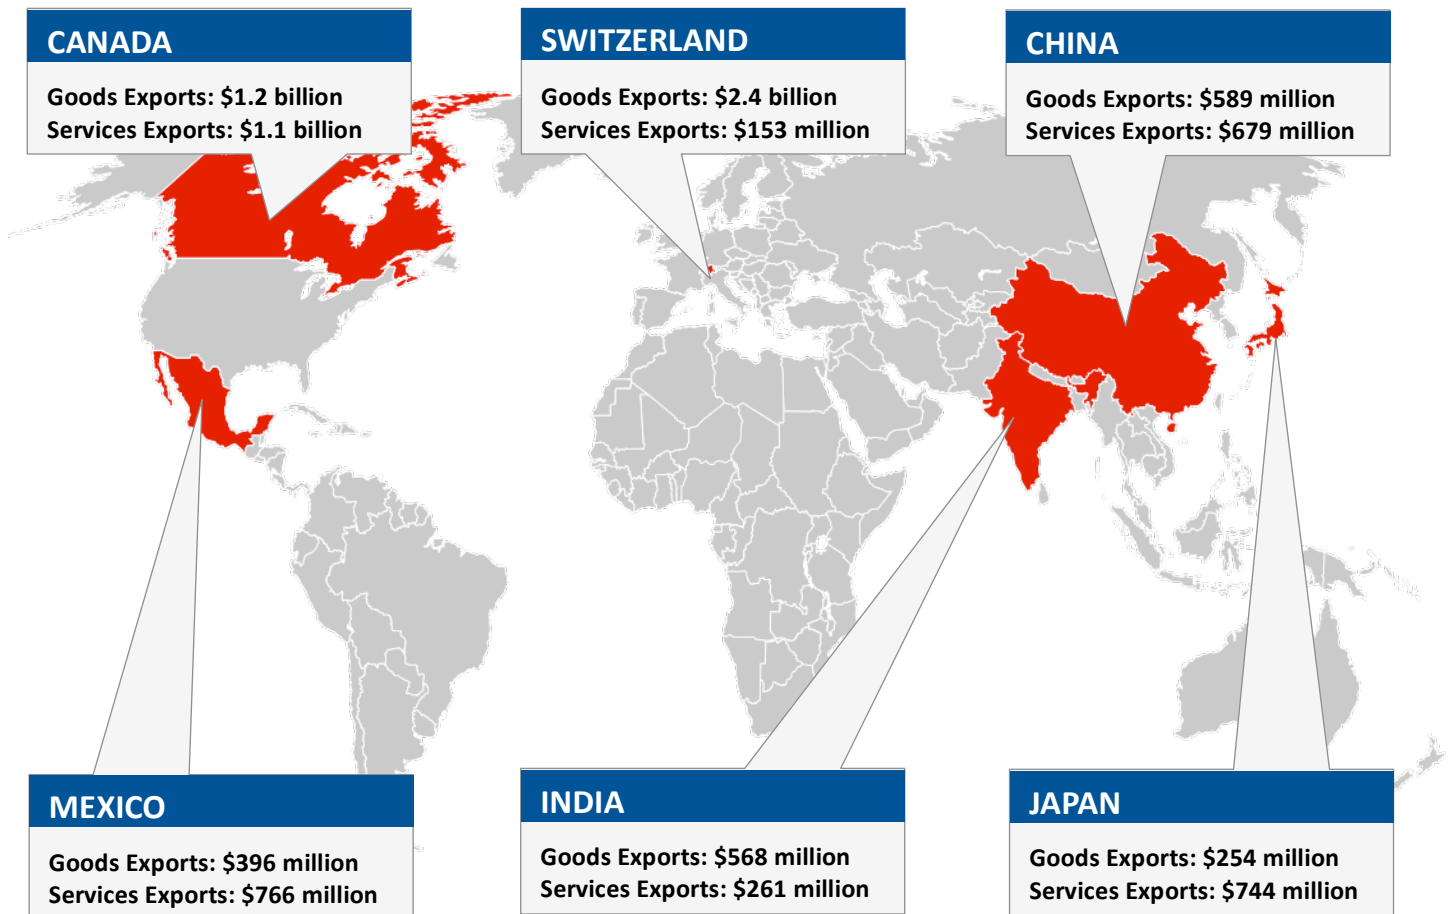 CANADA
Goods Exports: $1.2 billion
Services Exports: $1.1 billion
SWITZERLAND
Goods Exports: $2.4 billion
Services Exports: $153 million
CHINA
Goods Exports: $589 million
Services Exports: $679 million
MEXICO
Goods Exports: $396 million
Services Exports: $766 million
INDIA
Goods Exports: $568 million
Services Exports: $261 million
JAPAN
Goods Exports: $254 million
Services Exports: $744 million